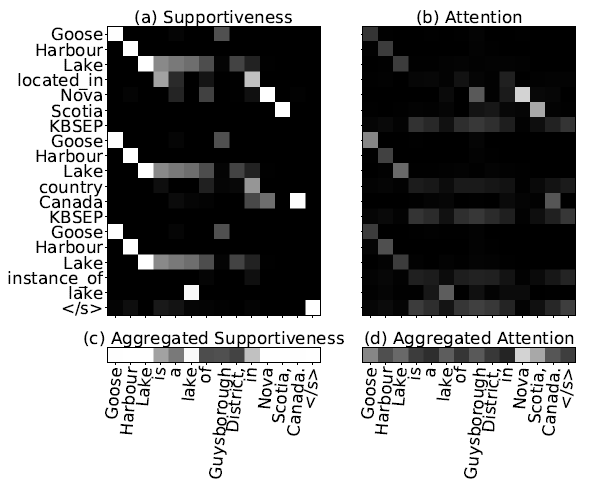 (a) Supportiveness
(b) Attention
Goose
Harbour
Lake
located_in
Nova
Scotia
KBSEP
Goose
Harbour
Lake
country
Canada
KBSEP
Goose
Harbour
Lake
instance_of
lake
</s>
(c) Aggregated Supportiveness
(d) Aggregated Attention
Goose
Harbour
Lake
is
a
lake
of
Guysborough
District,
in
Nova
Scotia,
Canada.
</s>
Goose
Harbour
Lake
is
a
lake
of
Guysborough
District,
in
Nova
Scotia,
Canada.
</s>